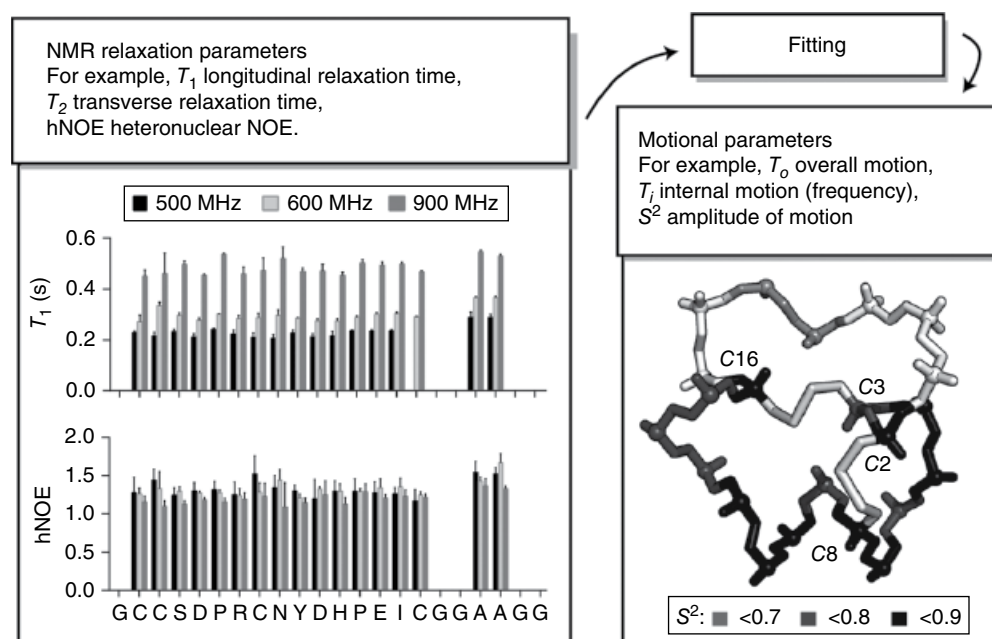 NMR relaxation parameters
For example, T1 longitudinal relaxation time,
T2 transverse relaxation time,
hNOE heteronuclear NOE.
Fitting
Motional parameters
For example, To overall motion,
Ti internal motion (frequency),
S2 amplitude of motion
500 MHz 600 MHz 900 MHz
T1 (s)
0.6
0.4
0.2
0.0
hNOE
2.0
1.5
1.0
0.5
0.0
G C C S D P R C N Y D H P E I C G G A A G G
C16
C3
C2
C8
S2: <0.7 <0.8 <0.9